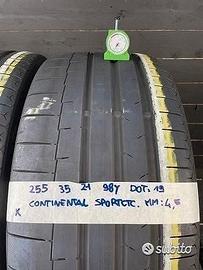 255 35 21 98Y DOT: 19
CONTINENTAL SPORTCTC. MM: 4,5
K
subito